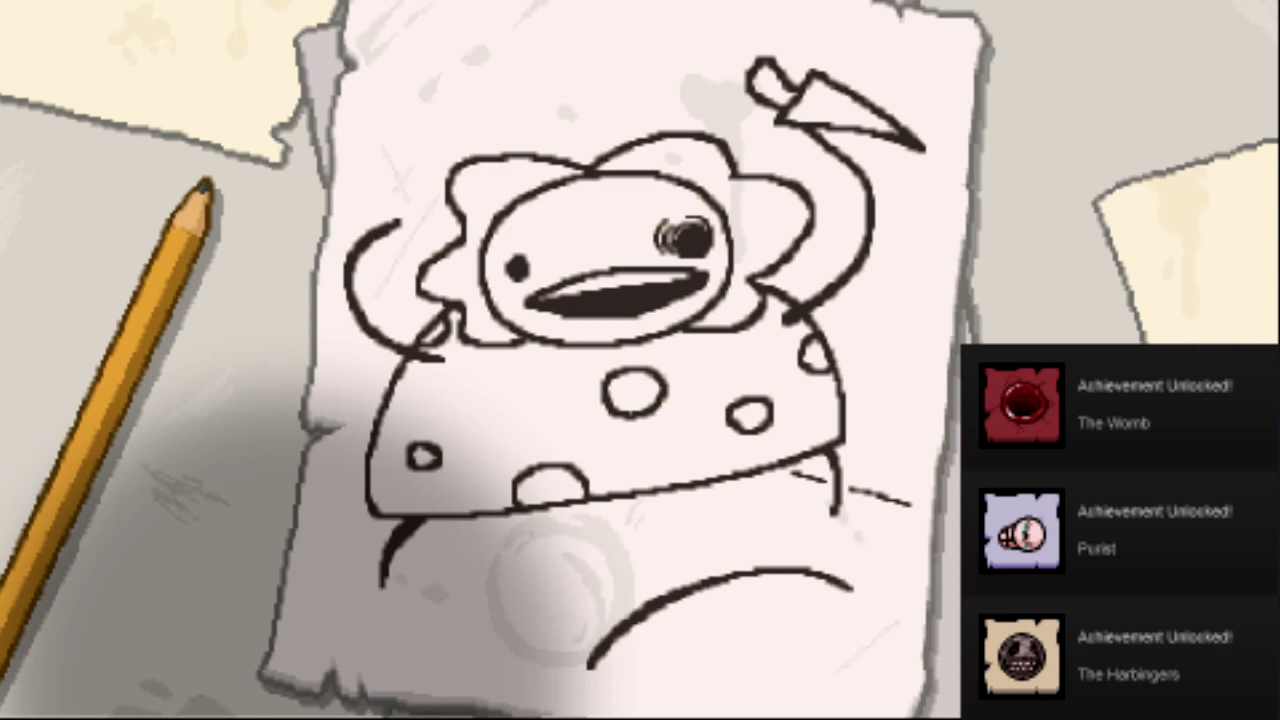 Achievement Unlocked!
The Womb
Achievement Unlocked!
Purist
Achievement Unlocked!
The Harbingers